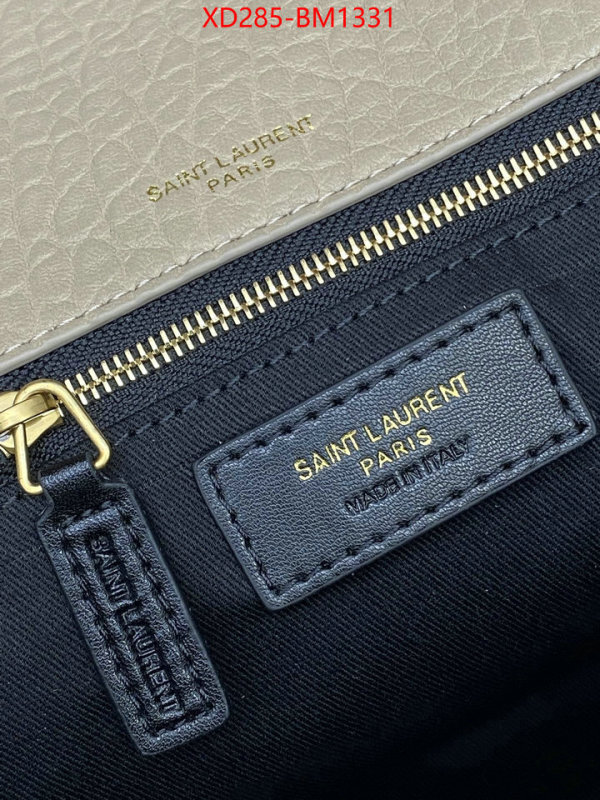 XD285-BM1331
SAINT LAURENT
PARIS
SAINT LAURENT
PARIS
MADE IN ITALY
SAINT LAURENT